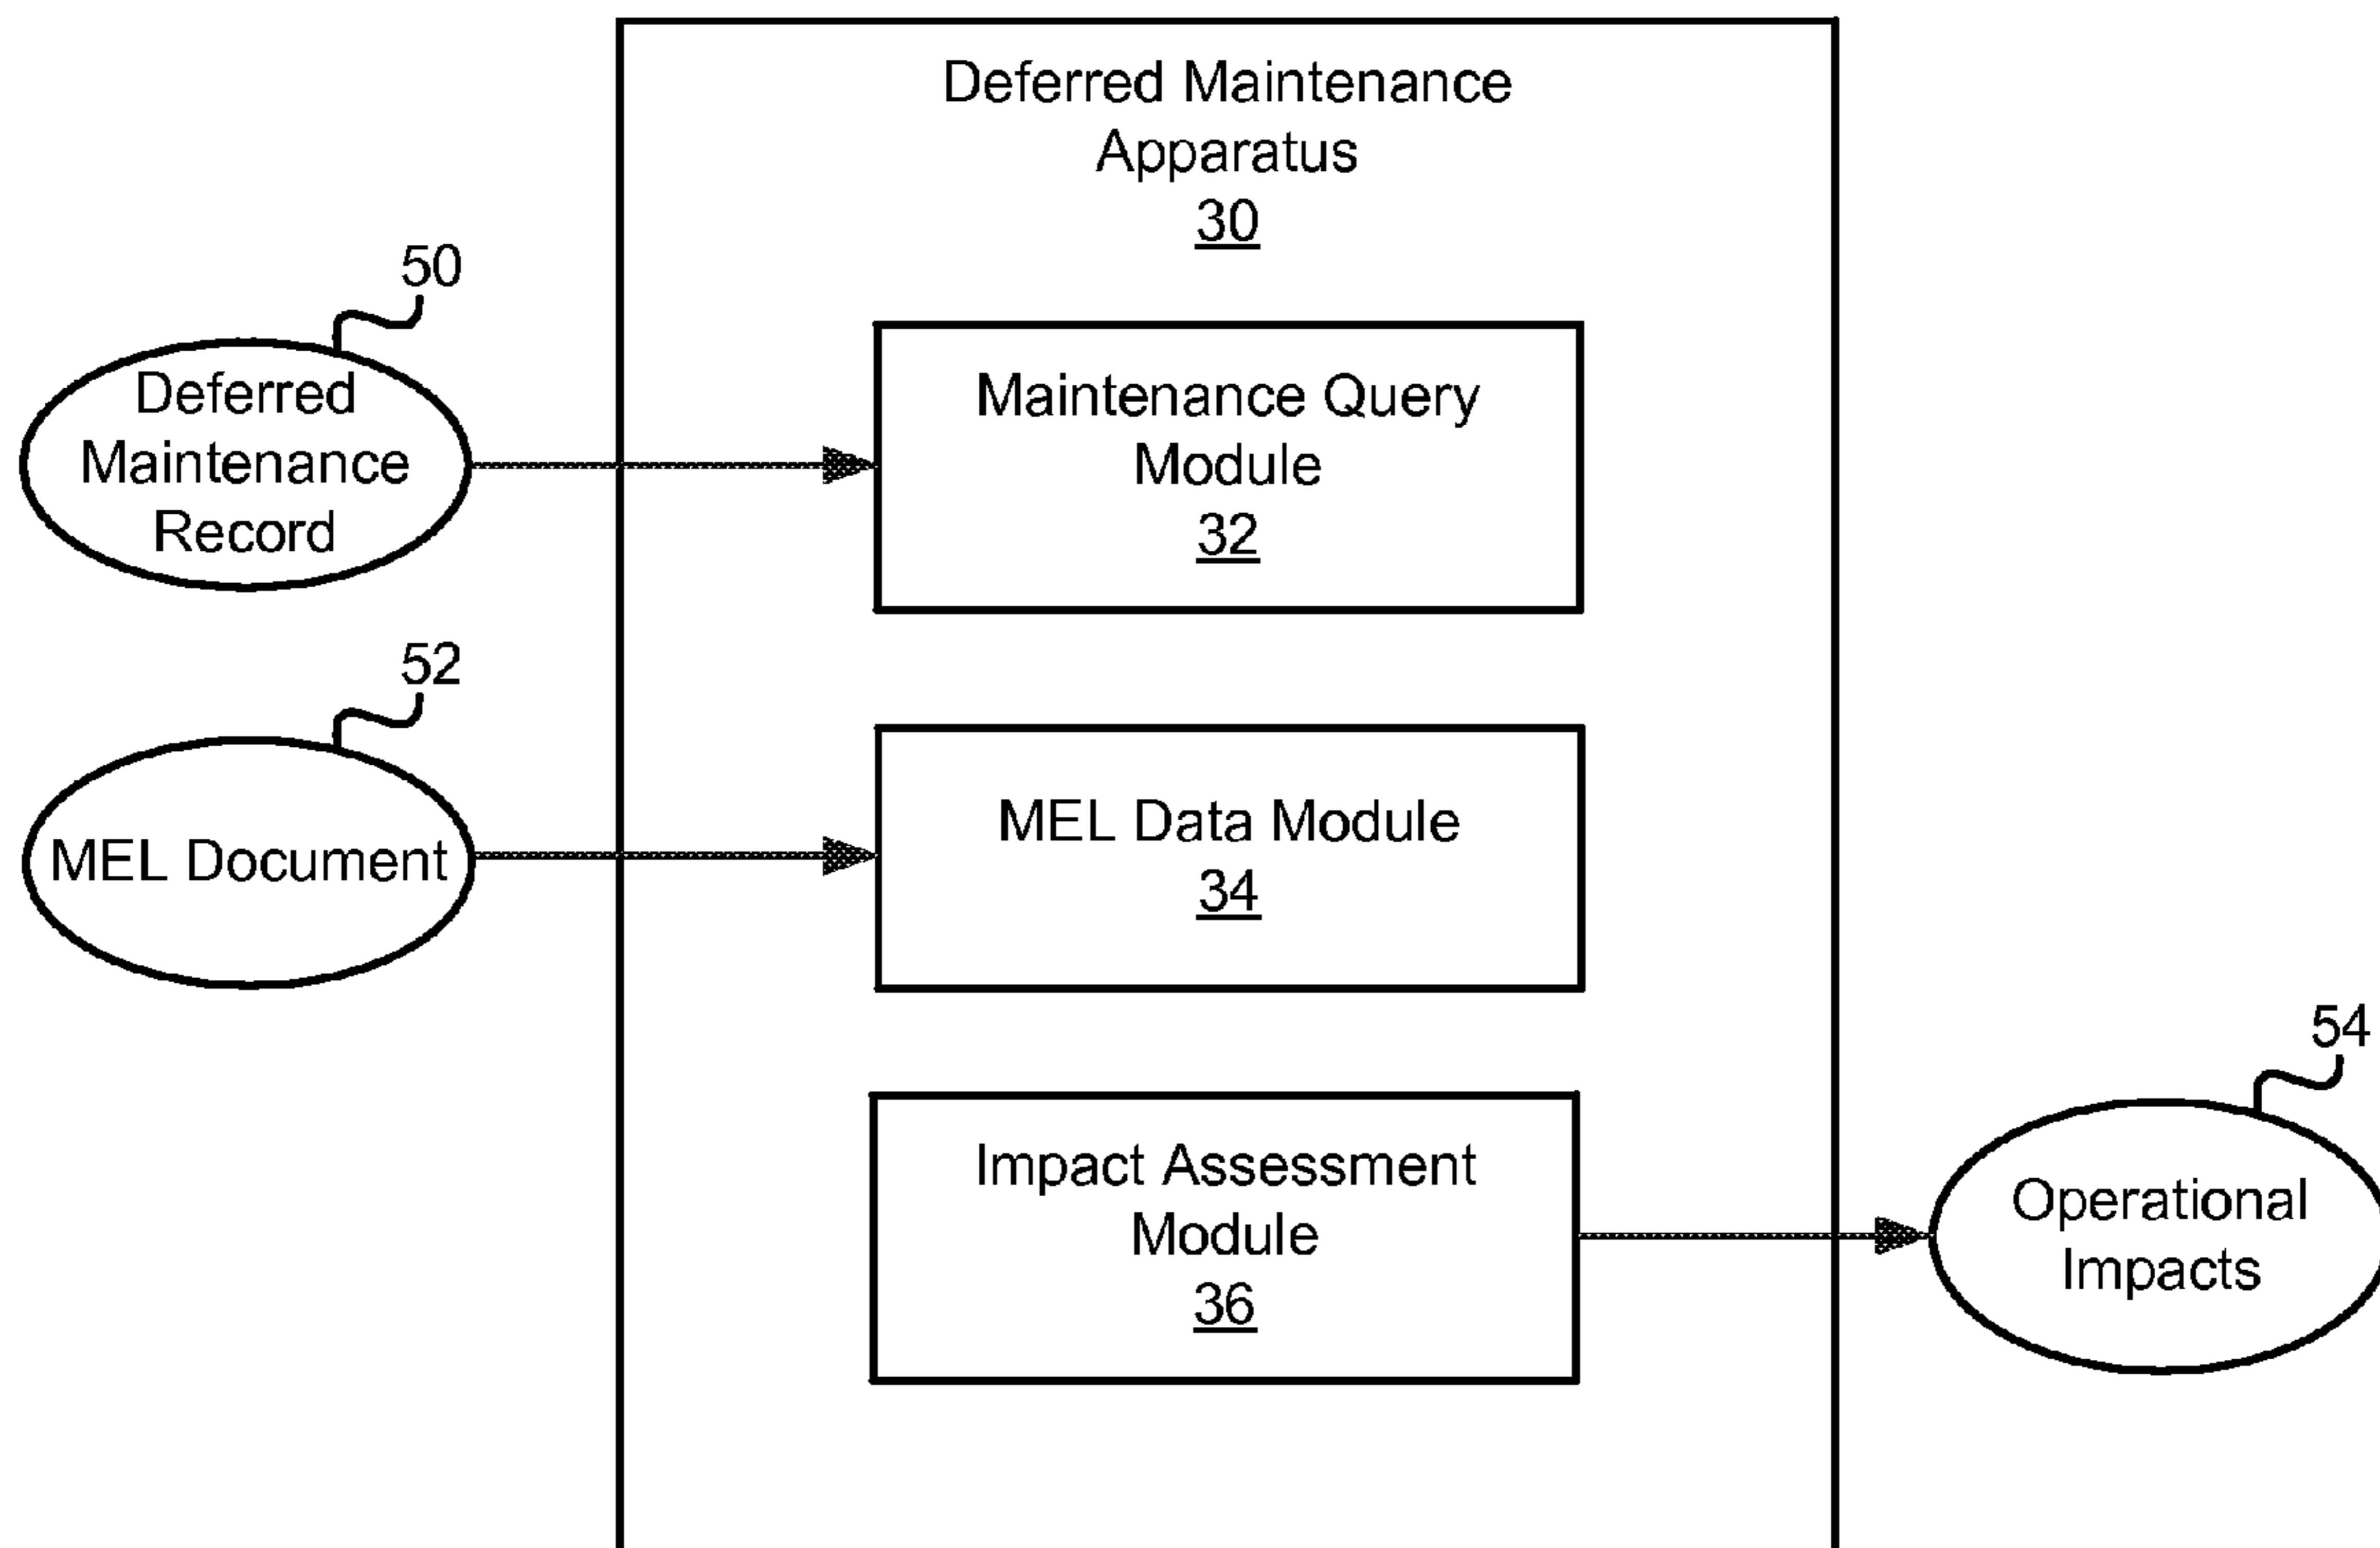 Deferred Maintenance
Apparatus
30
50
Deferred
Maintenance
Record
Maintenance Query
Module
32
52
MEL Document
MEL Data Module
34
Impact Assessment
Module
36
54
Operational
Impacts